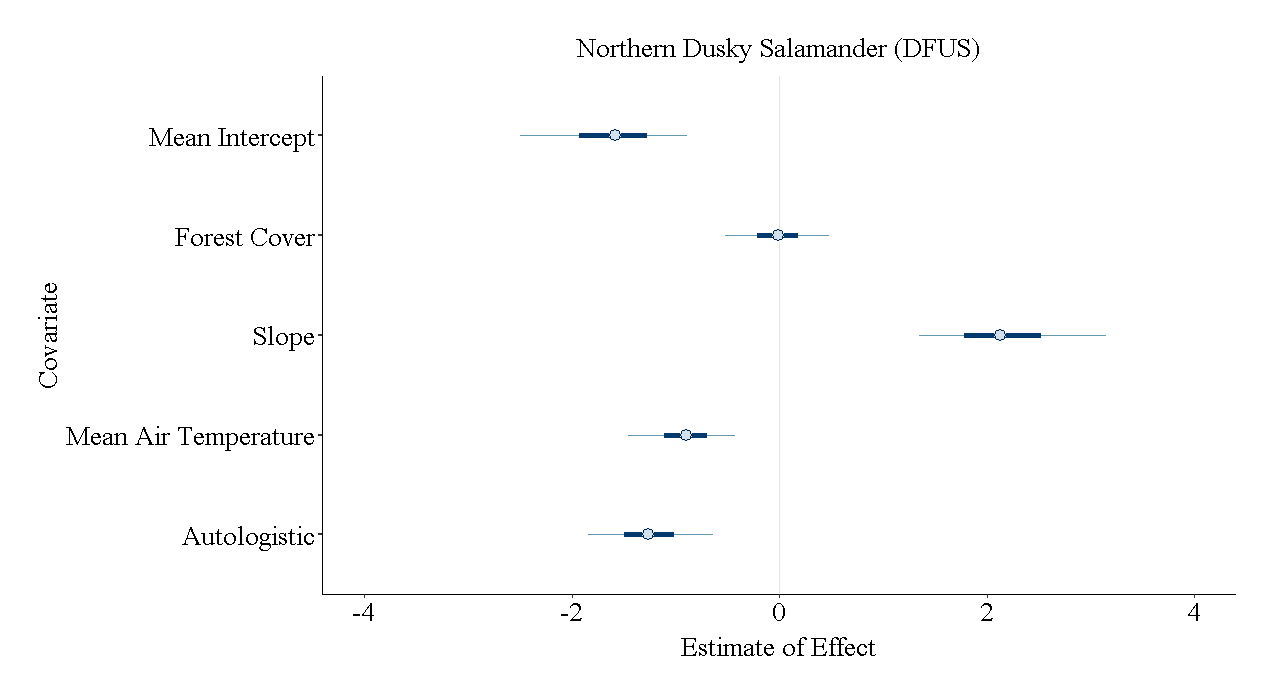 Northern Dusky Salamander (DFUS)
Mean Intercept
Forest Cover
Slope
Mean Air Temperature
Autologistic
Covariate
-4 -2 0 2 4
Estimate of Effect